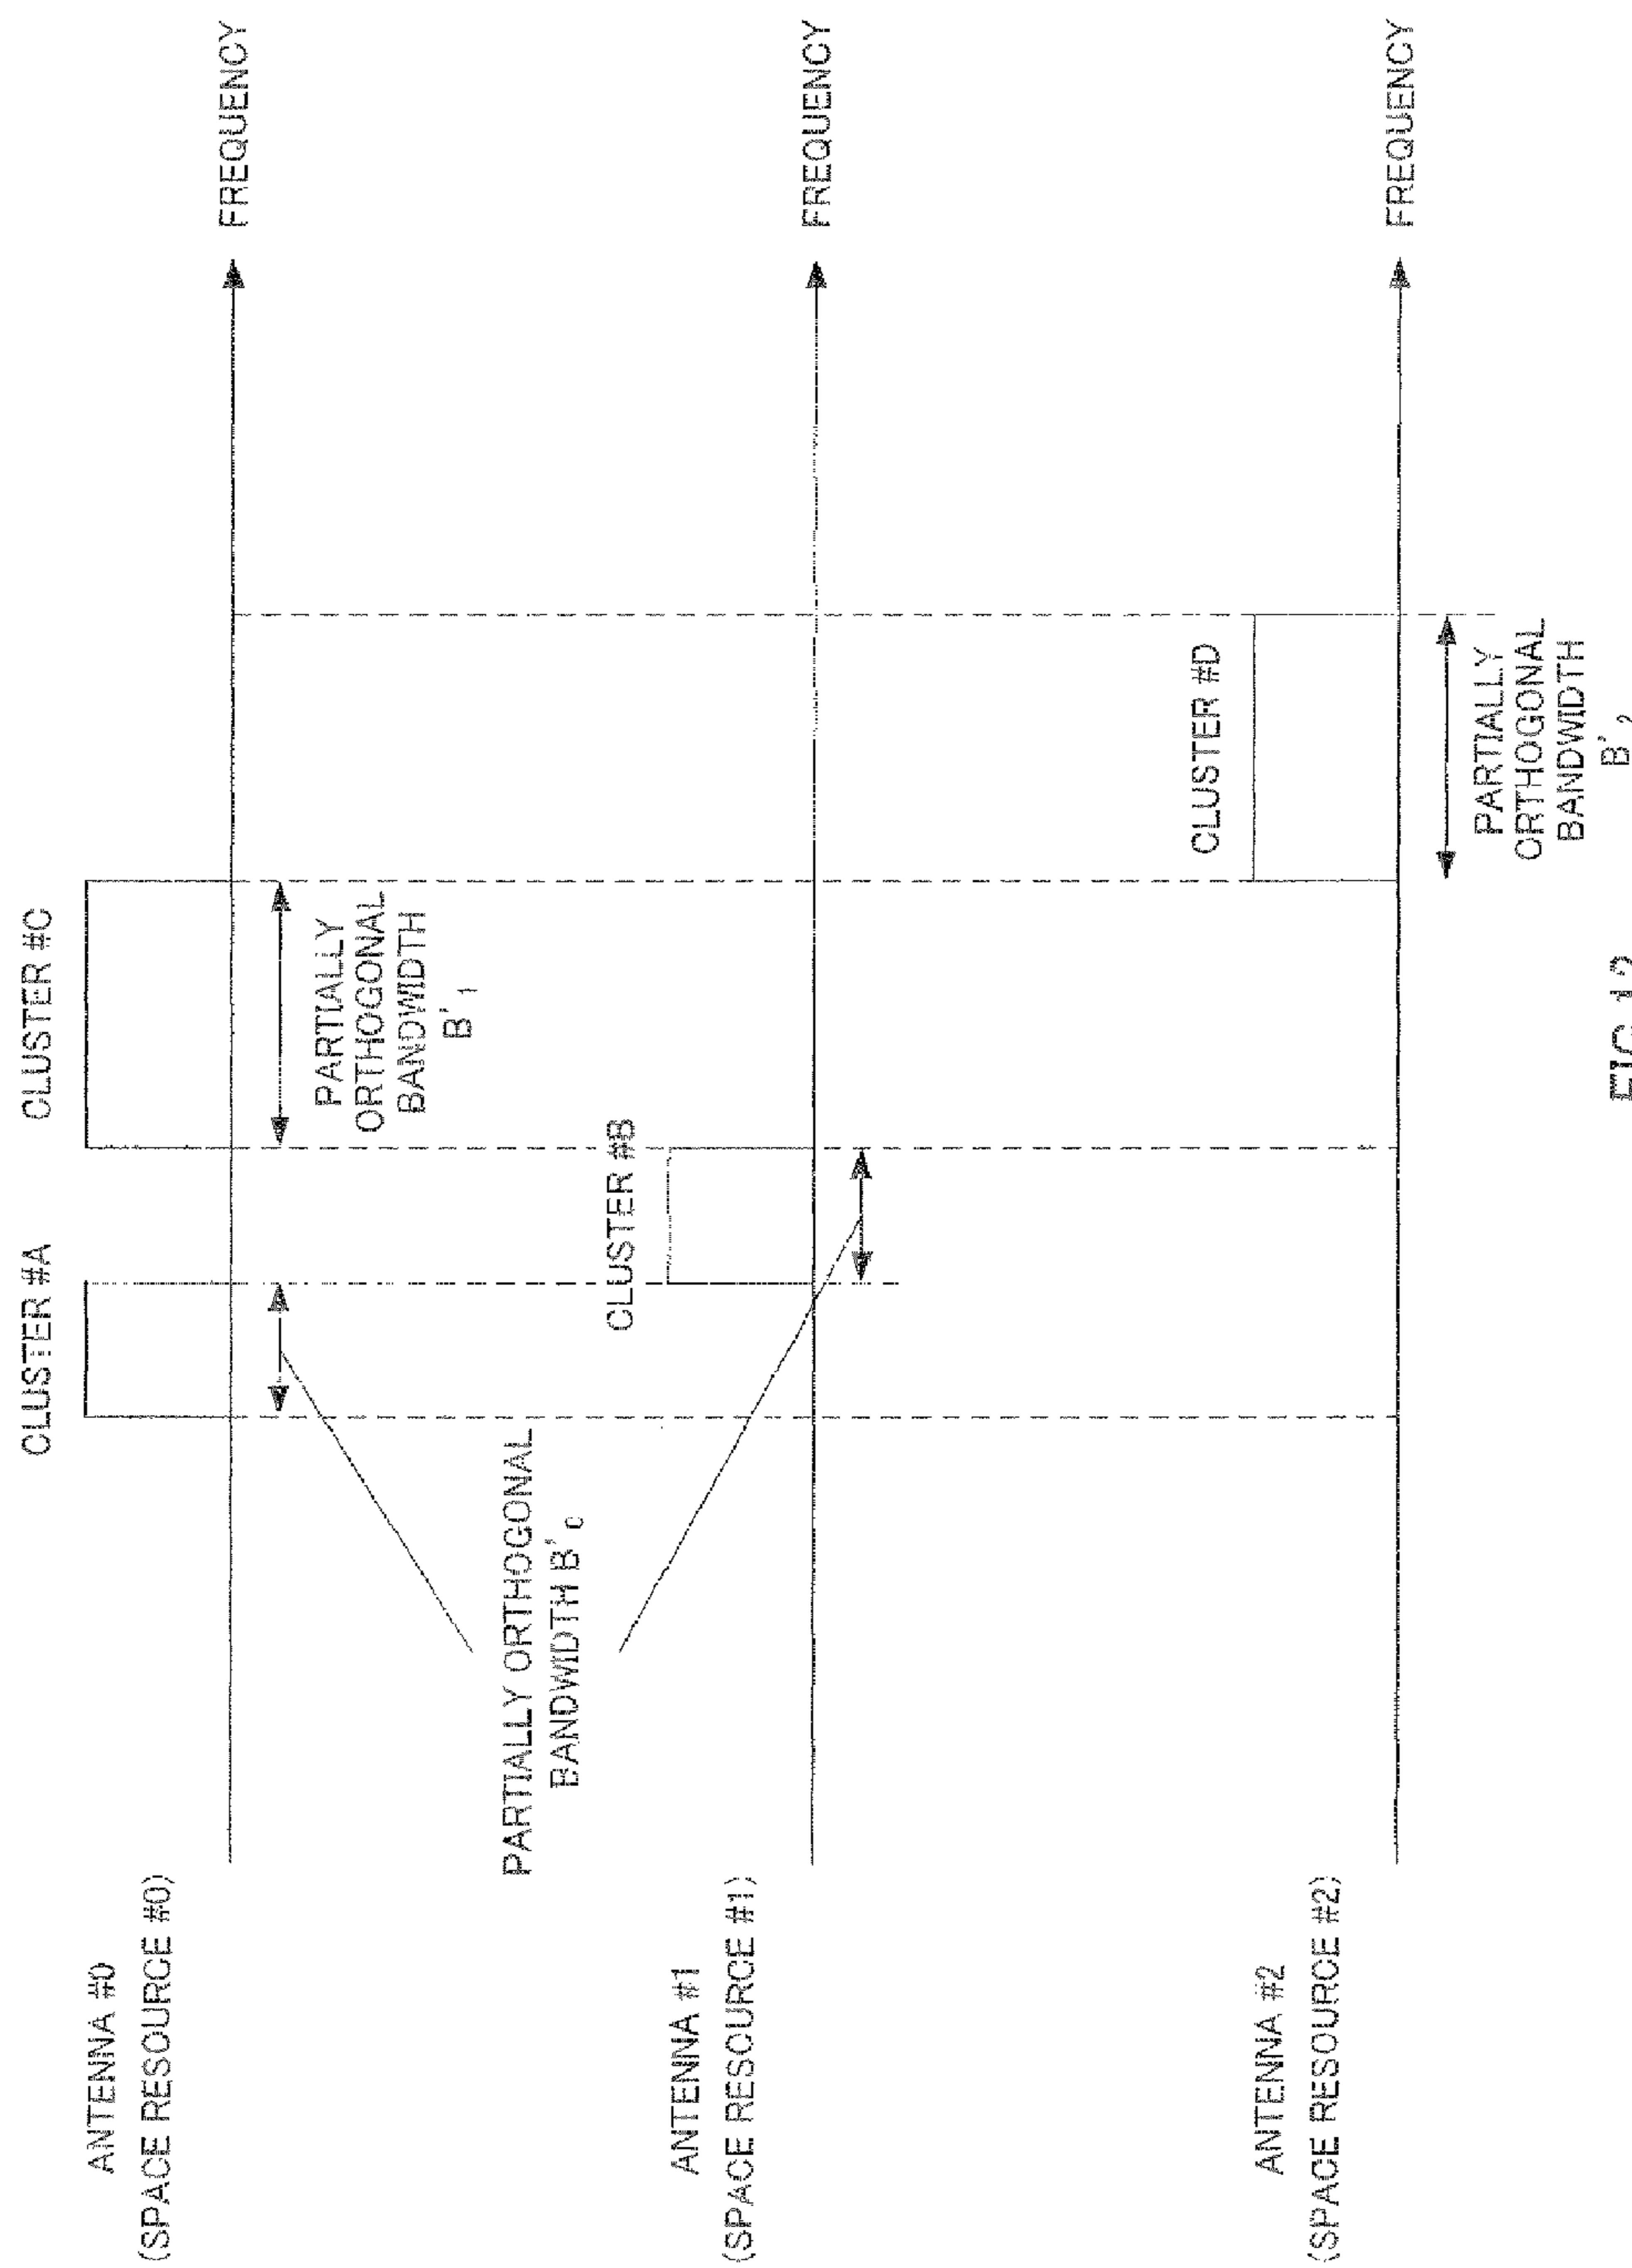 CLUSTER #A
CLUSTER #C
ANTENNA #0
(SPACE RESOURCE #0)
FREQUENCY
PARTIALLY
ORTHOGONAL
BANDWIDTH
B'1
PARTIALLY ORTHOGONAL
BANDWIDTH B'0
CLUSTER #B
ANTENNA #1
(SPACE RESOURCE #1)
FREQUENCY
CLUSTER #D
ANTENNA #2
(SPACE RESOURCE #2)
FREQUENCY
PARTIALLY
ORTHOGONAL
BANDWIDTH
B'2